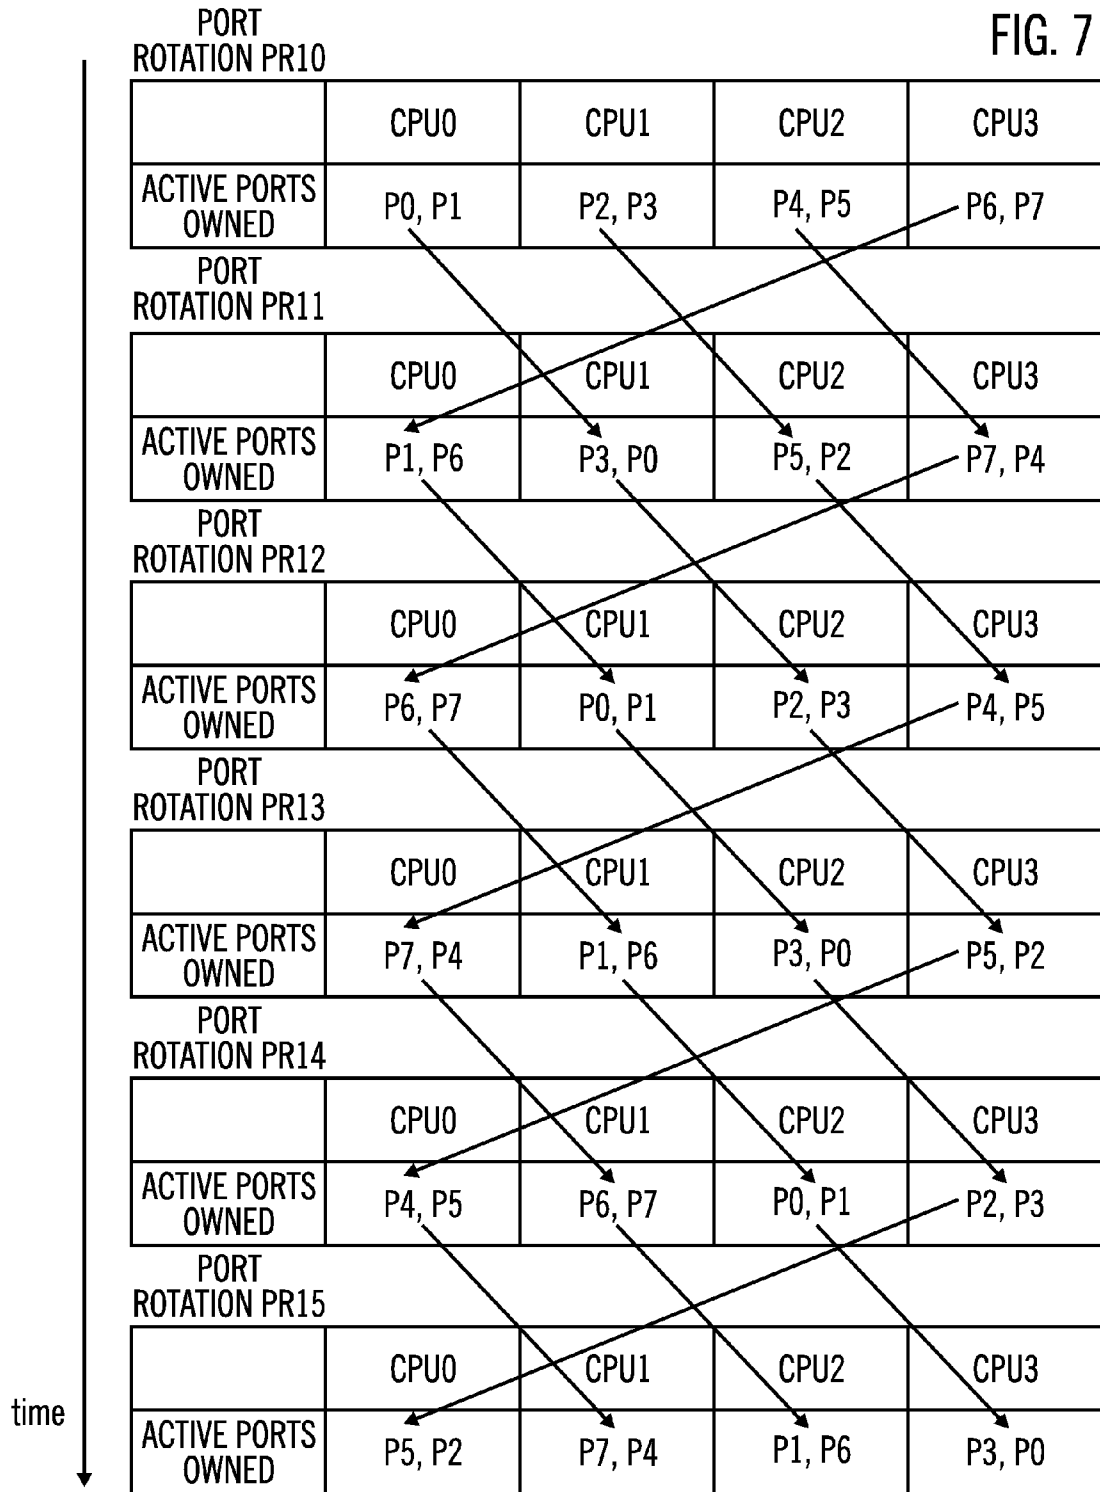 FIG. 7
PORT
ROTATION PR10
CPU0 CPU1 CPU2 CPU3
ACTIVE PORTS
OWNED
P0, P1 P2, P3 P4, P5 P6, P7
PORT
ROTATION PR11
CPU0 CPU1 CPU2 CPU3
ACTIVE PORTS
OWNED
P1, P6 P3, P0 P5, P2 P7, P4
PORT
ROTATION PR12
CPU0 CPU1 CPU2 CPU3
ACTIVE PORTS
OWNED
P6, P7 P0, P1 P2, P3 P4, P5
PORT
ROTATION PR13
CPU0 CPU1 CPU2 CPU3
ACTIVE PORTS
OWNED
P7, P4 P1, P6 P3, P0 P5, P2
PORT
ROTATION PR14
CPU0 CPU1 CPU2 CPU3
ACTIVE PORTS
OWNED
P4, P5 P6, P7 P0, P1 P2, P3
PORT
ROTATION PR15
CPU0 CPU1 CPU2 CPU3
time
ACTIVE PORTS
OWNED
P5, P2 P7, P4 P1, P6 P3, P0